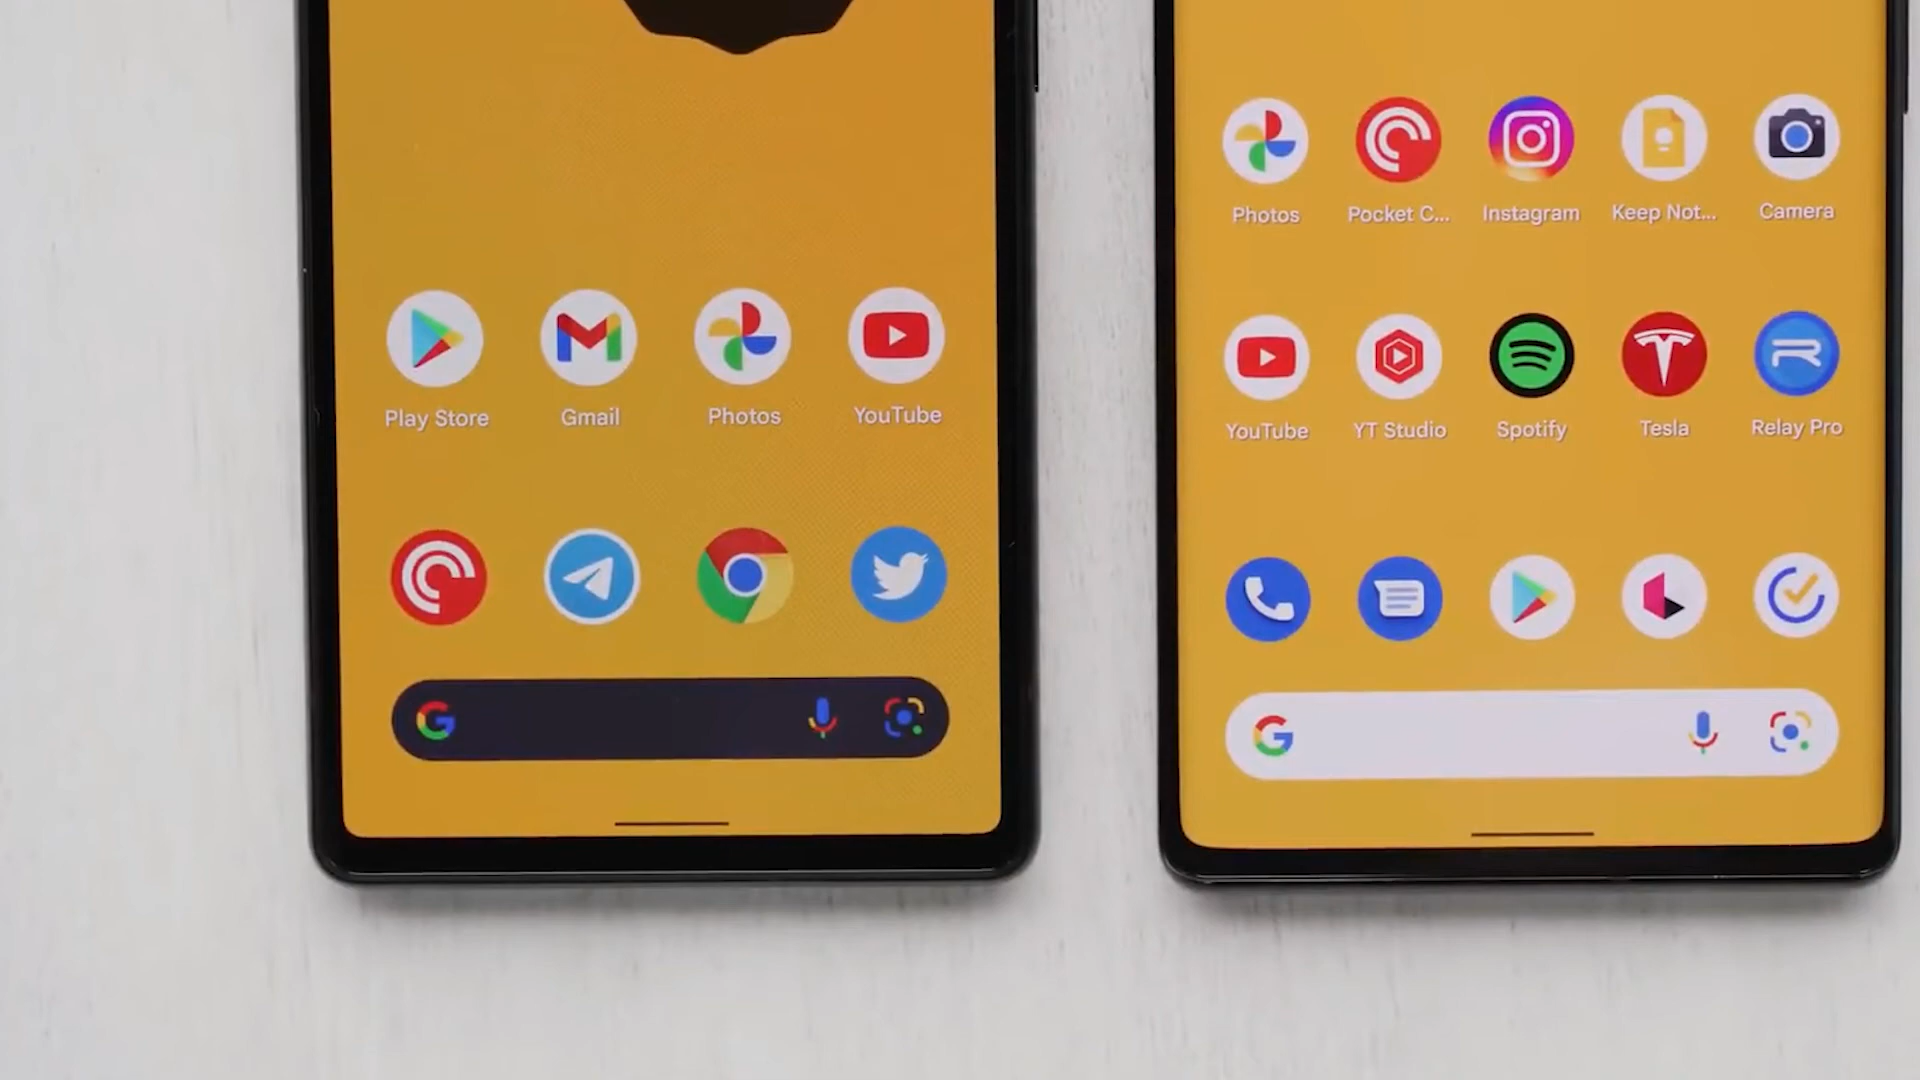 Photos Pocket C... Instagram Keep Not... Camera
Play Store Gmail Photos YouTube
YouTube YT Studio Spotify Tesla Relay Pro